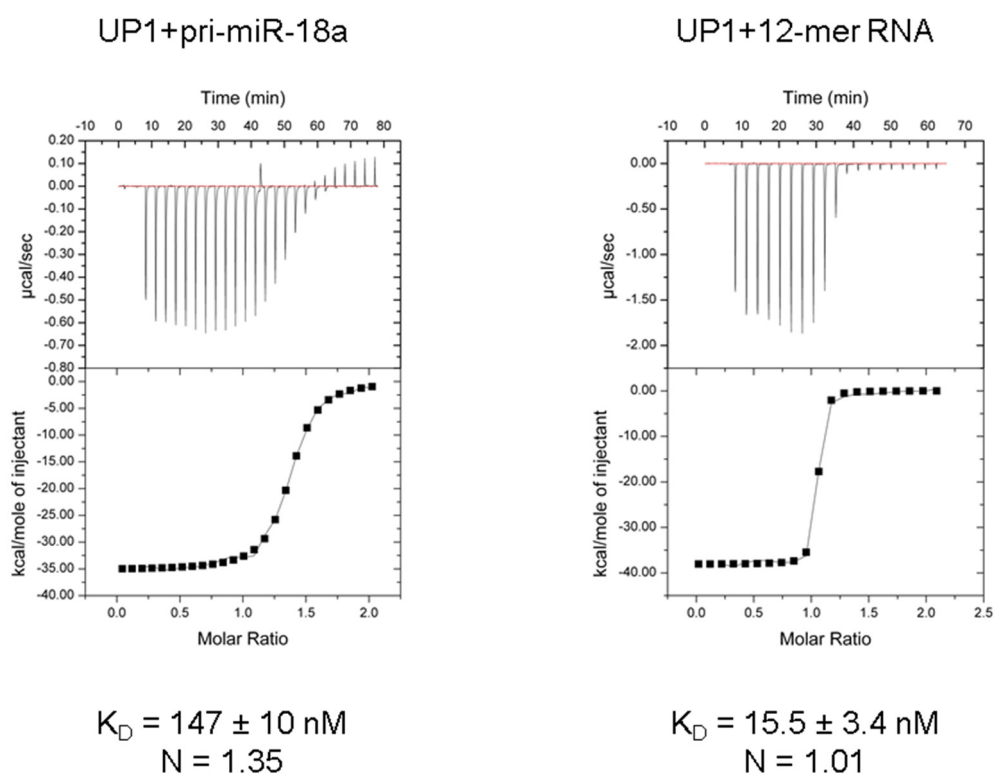 UP1+pri-miR-18a
Time (min)
-10 0 10 20 30 40 50 60 70 80
0.20
0.10
0.00
-0.10
-0.20
-0.30
-0.40
-0.50
-0.60
-0.70
-0.80
µcal/sec
0.00
-5.00
-10.00
-15.00
-20.00
-25.00
-30.00
-35.00
-40.00
kcal/mole of injectant
0.0 0.5 1.0 1.5 2.0
Molar Ratio
K_D = 147 ± 10 nM
N = 1.35
UP1+12-mer RNA
Time (min)
-10 0 10 20 30 40 50 60 70
0.00
-0.50
-1.00
-1.50
-2.00
µcal/sec
0.00
-10.00
-20.00
-30.00
-40.00
kcal/mole of injectant
0.0 0.5 1.0 1.5 2.0 2.5
Molar Ratio
K_D = 15.5 ± 3.4 nM
N = 1.01